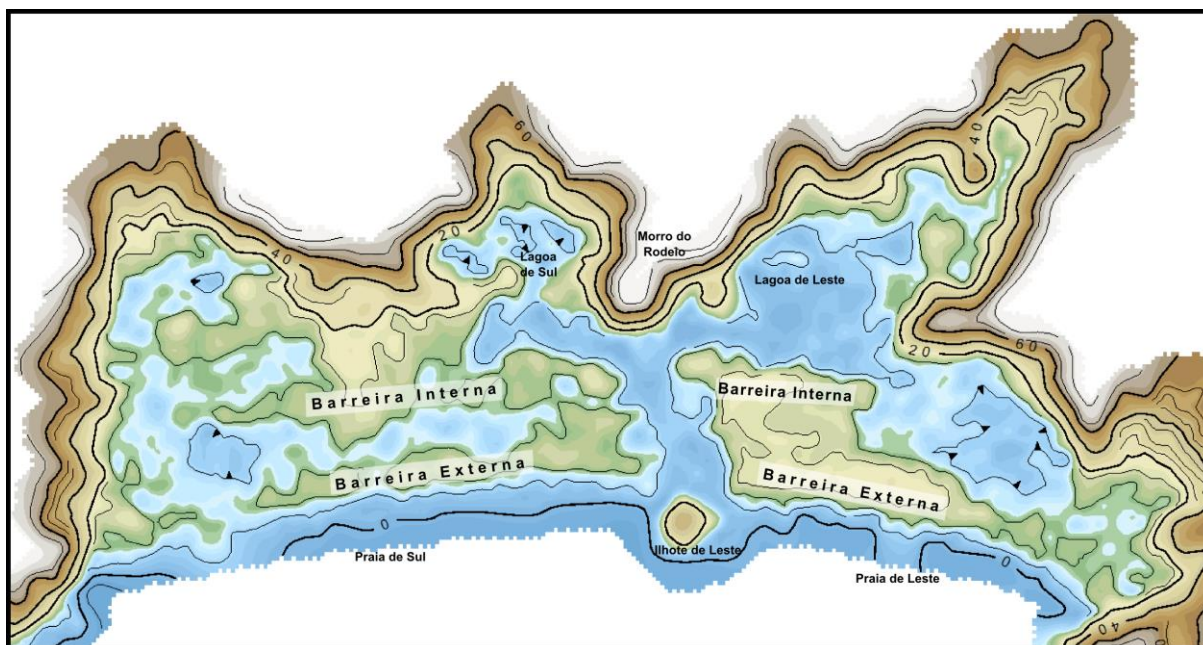 60
40
20
40
Lagoa
de Sul
Morro do
Rodeio
Lagoa de Leste
20
60
Barreira Interna
Barreira Interna
Barreira Externa
Barreira Externa
0
Praia de Sul
Ilhote de Leste
Praia de Leste
0
40